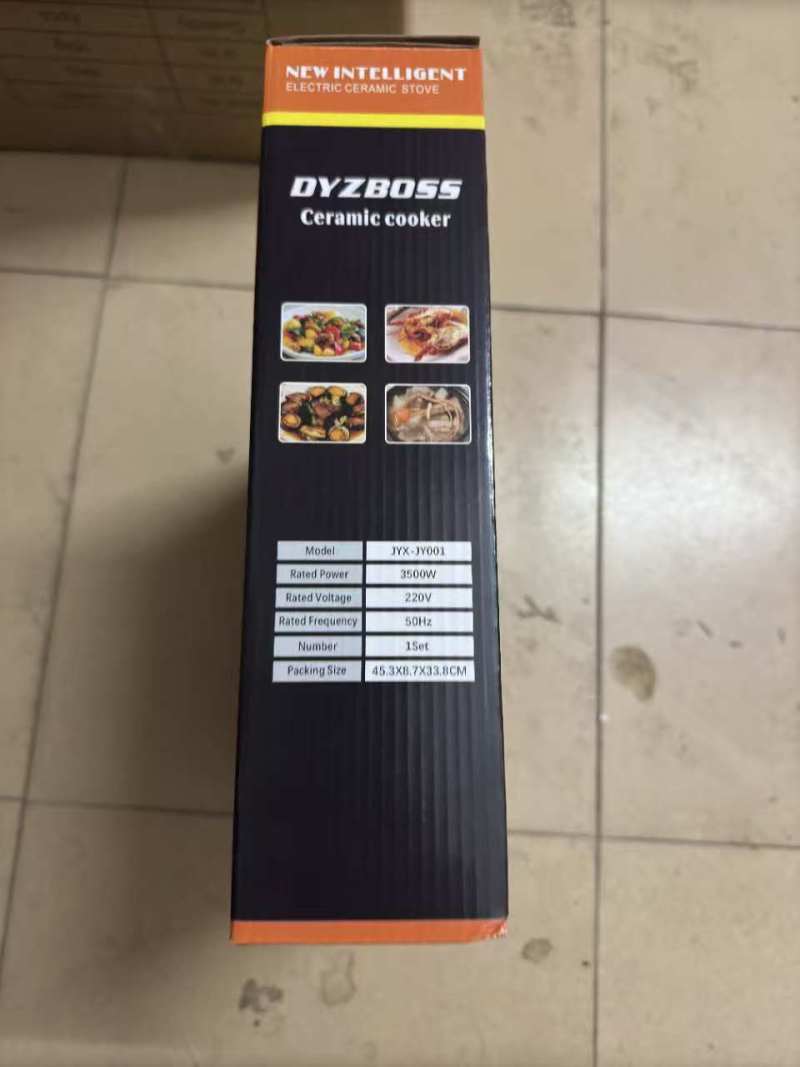 NEW INTELLIGENT
ELECTRIC CERAMIC STOVE
DYZBOSS
Ceramic cooker
Model JYX-JY001
Rated Power 3500W
Rated Voltage 220V
Rated Frequency 50Hz
Number 1Set
Packing Size 45.3X8.7X33.8CM